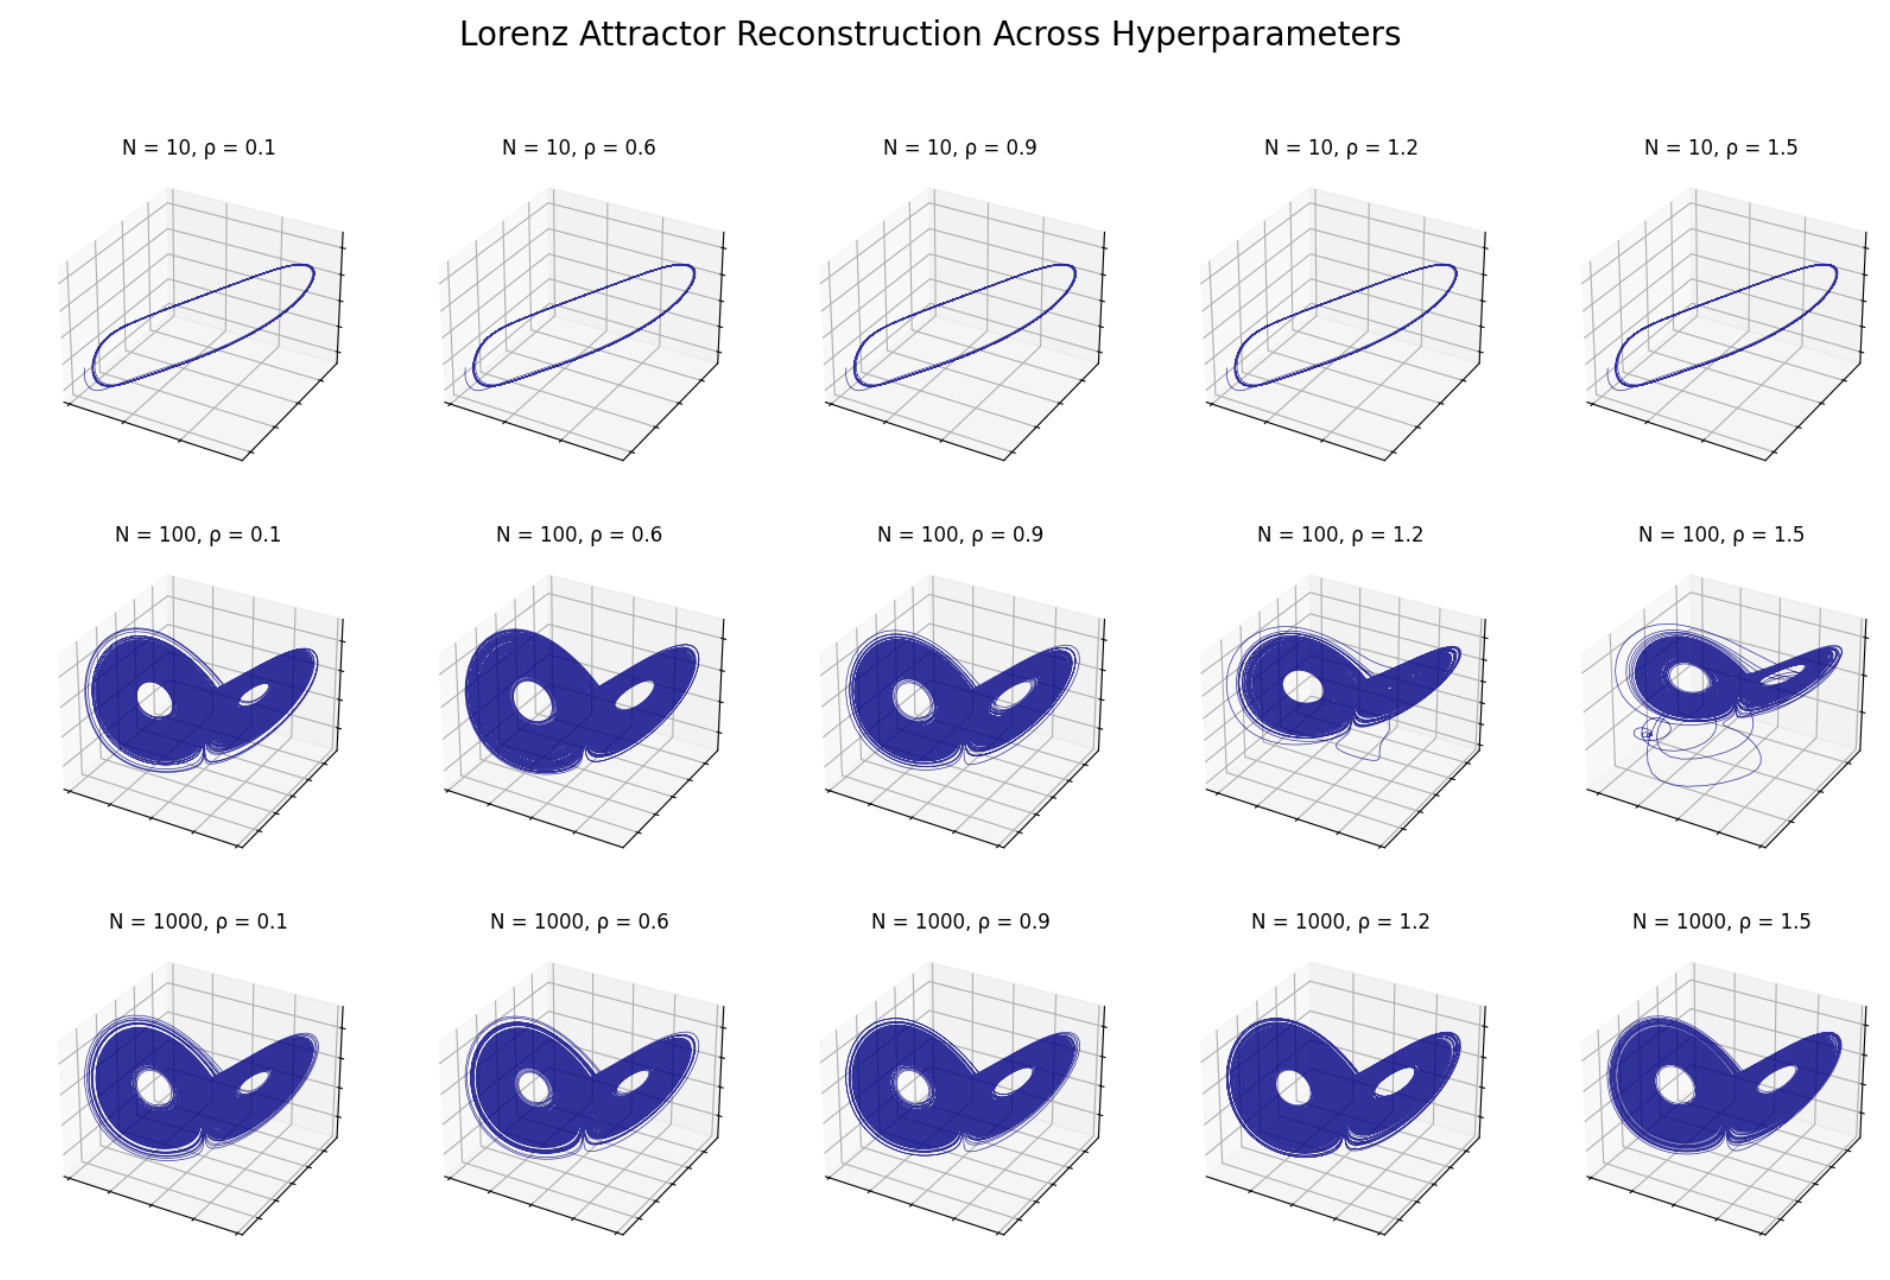 Lorenz Attractor Reconstruction Across Hyperparameters
N = 10, ρ = 0.1
N = 10, ρ = 0.6
N = 10, ρ = 0.9
N = 10, ρ = 1.2
N = 10, ρ = 1.5
N = 100, ρ = 0.1
N = 100, ρ = 0.6
N = 100, ρ = 0.9
N = 100, ρ = 1.2
N = 100, ρ = 1.5
N = 1000, ρ = 0.1
N = 1000, ρ = 0.6
N = 1000, ρ = 0.9
N = 1000, ρ = 1.2
N = 1000, ρ = 1.5